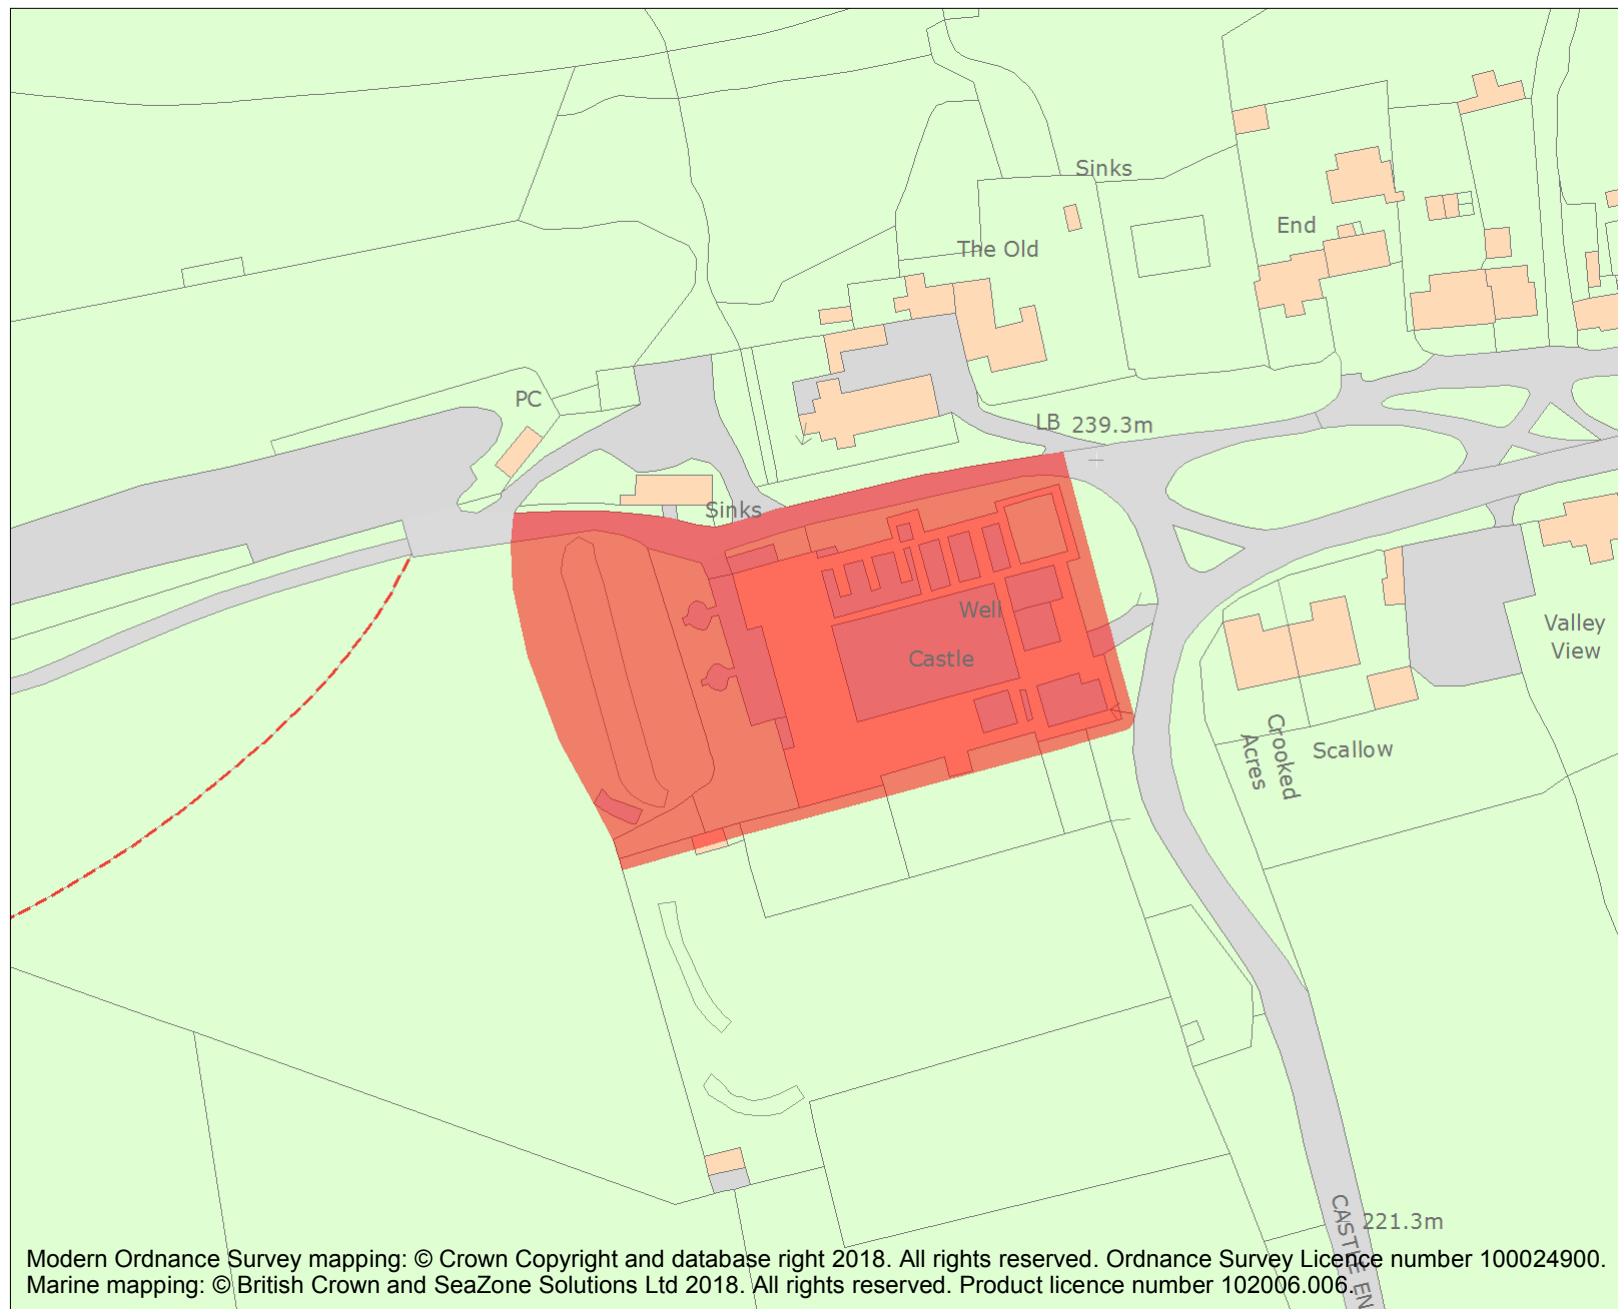 Sinks
End
The Old
PC
LB 239.3m
Sinks
Well
Castle
Valley
View
Crooked
Acres
Scallow
CASTLE EN
221.3m
Modern Ordnance Survey mapping: © Crown Copyright and database right 2018. All rights reserved. Ordnance Survey Licence number 100024900.
Marine mapping: © British Crown and SeaZone Solutions Ltd 2018. All rights reserved. Product licence number 102006.006.